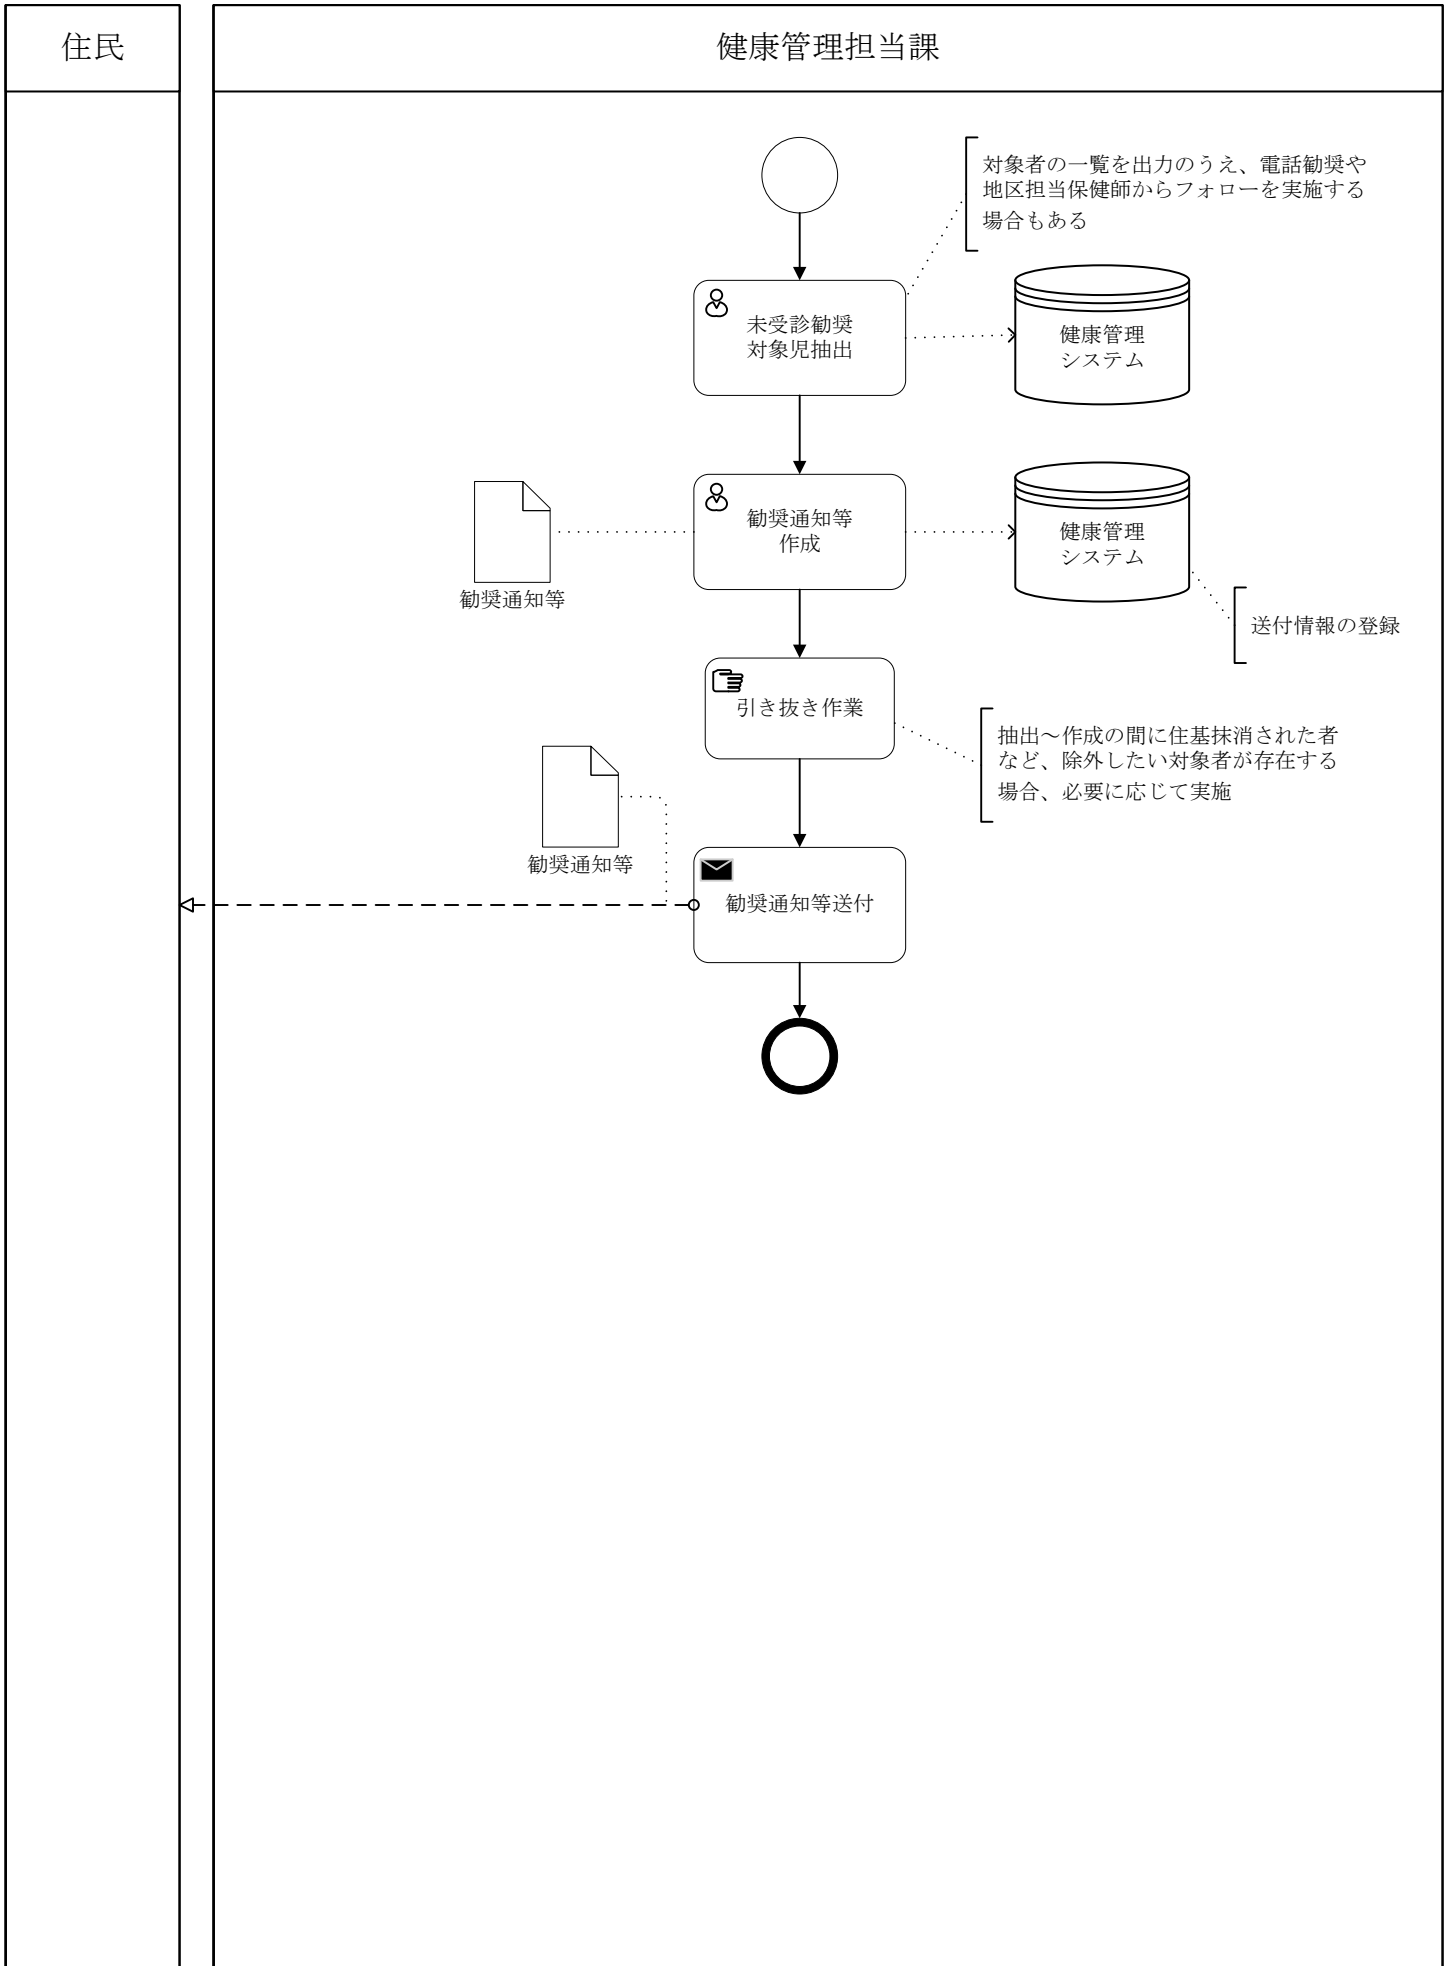 住民
健康管理担当課
対象者の一覧を出力のうえ、電話勧奨や
地区担当保健師からフォローを実施する
場合もある
未受診勧奨
対象児抽出
健康管理
システム
勧奨通知等
作成
健康管理
システム
勧奨通知等
送付情報の登録
引き抜き作業
抽出～作成の間に住基抹消された者
など、除外したい対象者が存在する
場合、必要に応じて実施
勧奨通知等
勧奨通知等送付